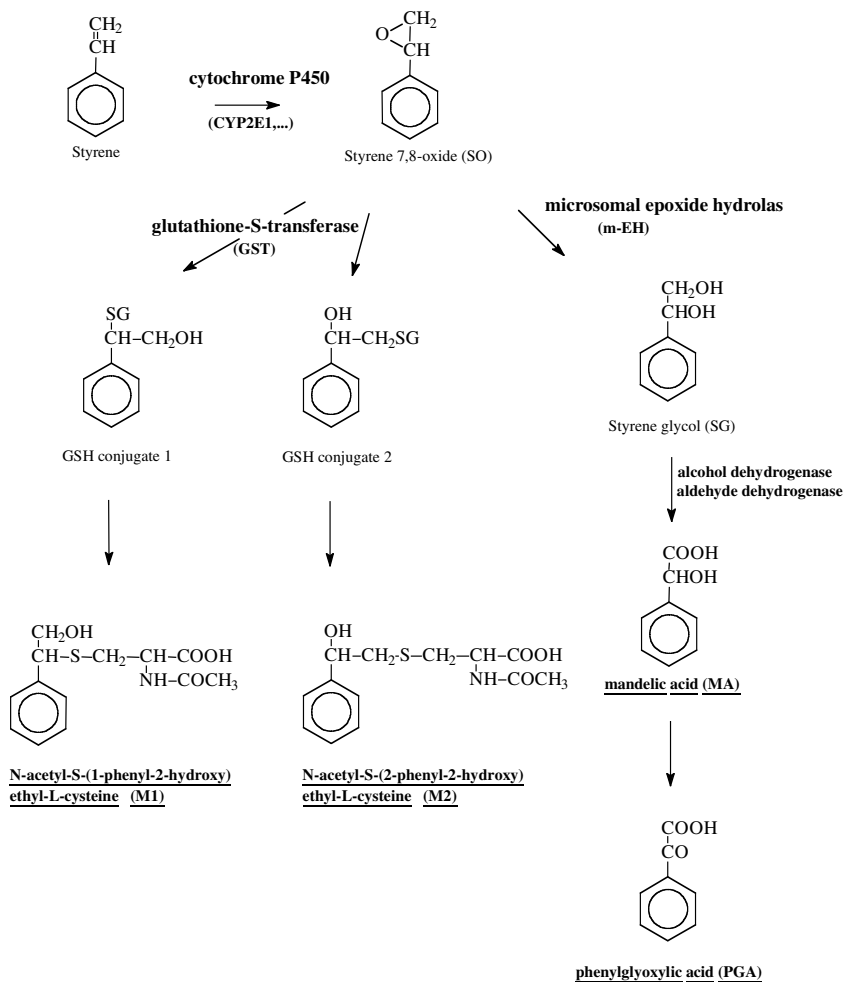 CH2
CH
Styrene
cytochrome P450
(CYP2E1,...)
CH2
O
CH
Styrene 7,8-oxide (SO)
glutathione-S-transferase
(GST)
microsomal epoxide hydrolas
(m-EH)
SG
CH–CH2OH
GSH conjugate 1
OH
CH–CH2SG
GSH conjugate 2
CH2OH
CHOH
Styrene glycol (SG)
alcohol dehydrogenase
aldehyde dehydrogenase
CH2OH
CH–S–CH2–CH–COOH
NH–COCH3
N-acetyl-S-(1-phenyl-2-hydroxy)
ethyl-L-cysteine (M1)
OH
CH–CH2-S–CH2–CH–COOH
NH–COCH3
N-acetyl-S-(2-phenyl-2-hydroxy)
ethyl-L-cysteine (M2)
COOH
CHOH
mandelic acid (MA)
COOH
CO
phenylglyoxylic acid (PGA)